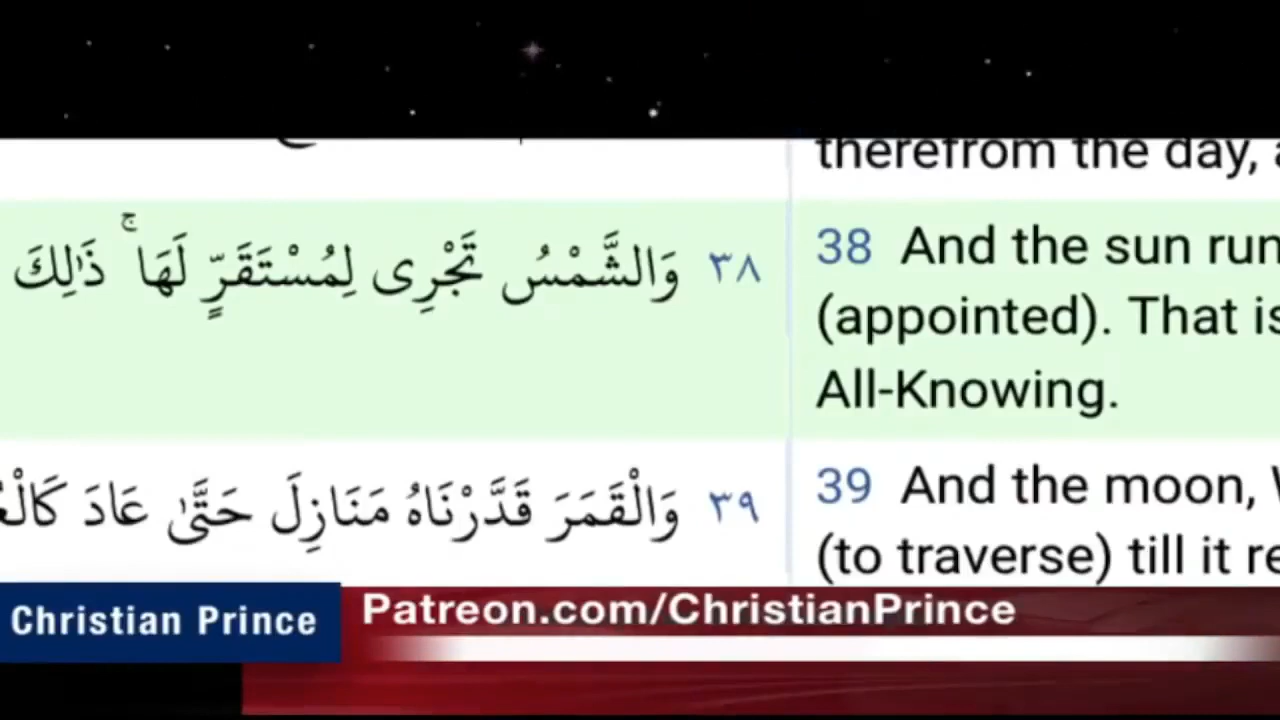 therefrom the day,
٣٨ وَالشَّمْسُ تَجْرِى لِمُسْتَقَرٍّ لَهَا ۚ ذَٰلِكَ
38 And the sun run
(appointed). That is
All-Knowing.
٣٩ وَالْقَمَرَ قَدَّرْنَاهُ مَنَازِلَ حَتَّىٰ عَادَ
39 And the moon,
(to traverse) till it re
Christian Prince
Patreon.com/ChristianPrince